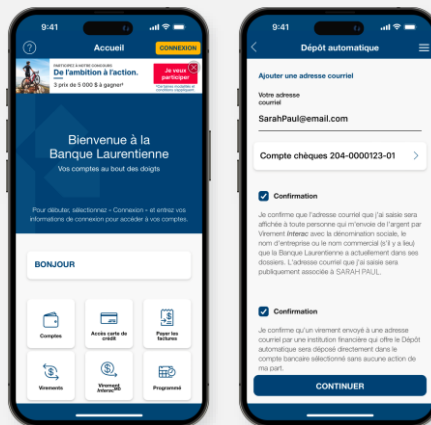 9:41
Accueil
CONNEXION
PARTICIPEZ À NOTRE CONCOURS
De l'ambition à l'action.
3 prix de 5 000 $ à gagner*
Je veux
participer
Bienvenue à la
Banque Laurentienne
Vos comptes au bout des doigts
Pour débuter, sélectionnez « Connexion » et entrez vos
informations de connexion pour accéder à vos comptes.
BONJOUR
Comptes
Accès carte de
crédit
Payer les
factures
Virements
Virement
Interac
Programmé
9:41
Dépôt automatique
Ajouter une adresse courriel
Votre adresse
courriel
SarahPaul@email.com
Compte chèques 204-0000123-01
Confirmation
Je confirme que l'adresse courriel que j'ai saisie sera
affichée à toute personne qui m'envoie de l'argent par
Virement Interac avec la dénomination sociale, le
nom d'entreprise ou le nom commercial (s'il y a lieu)
que la Banque Laurentienne a actuellement dans ses
dossiers. L'adresse courriel que j'ai saisie sera
publiquement associée à SARAH PAUL.
Confirmation
Je confirme qu'un virement envoyé à une adresse
courriel par une institution financière qui offre le Dépôt
automatique sera déposé directement dans le
compte bancaire sélectionné sans aucune action de
ma part.
CONTINUER